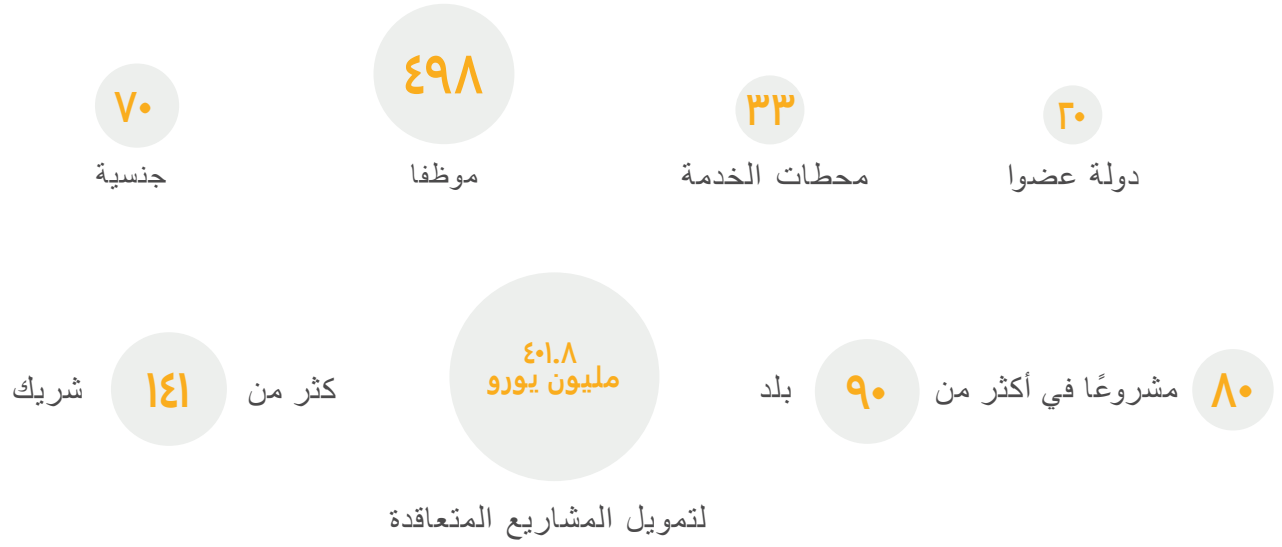 ٢٠
دولة عضوا
٣٣
محطات الخدمة
٤٩٨
موظفا
٧٠
جنسية
٨٠ مشروعًا في أكثر من ٩٠ بلد
٤٠١.٨
مليون يورو
لتمويل المشاريع المتعاقدة
كثر من ١٤١ شريك